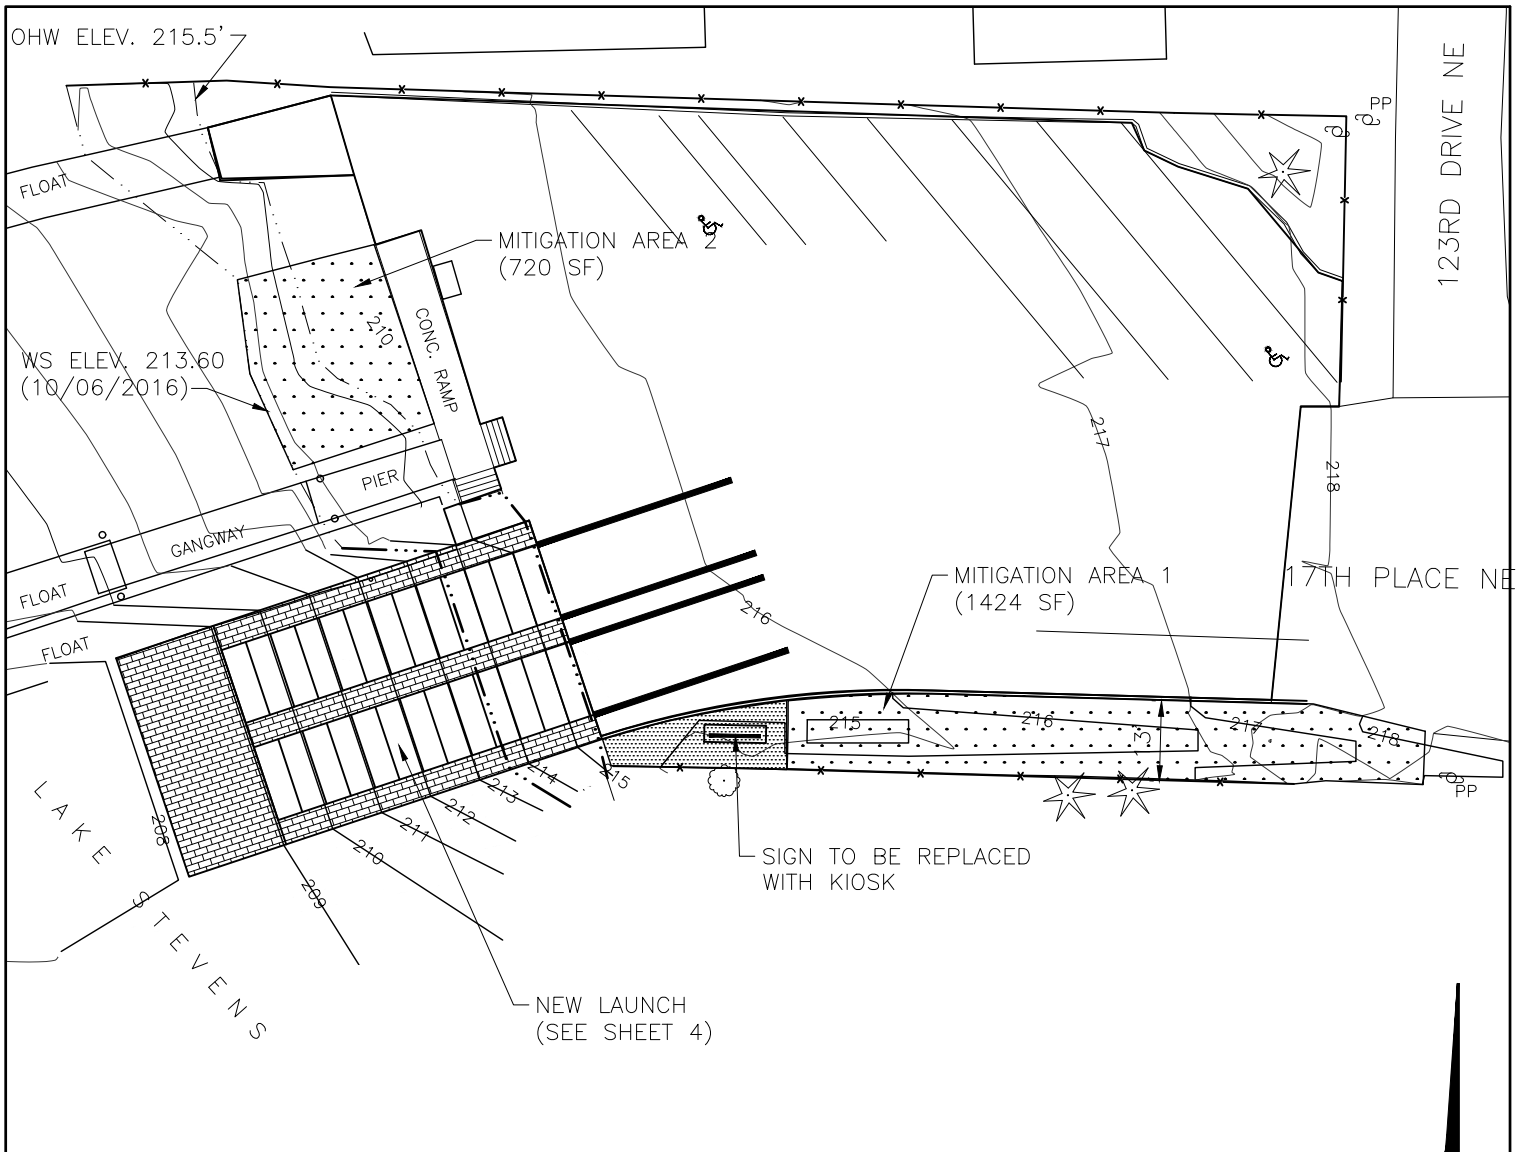 OHW ELEV. 215.5'
PP
123RD DRIVE NE
FLOAT
MITIGATION AREA 2
(720 SF)
210
CONC. RAMP
WS ELEV. 213.60
(10/06/2016)
217
218
PIER
GANGWAY
FLOAT
MITIGATION AREA 1
(1424 SF)
17TH PLACE NE
216
FLOAT
215
216
217
218
PP
214
215
213
212
211
210
209
208
SIGN TO BE REPLACED
WITH KIOSK
LAKE STEVENS
NEW LAUNCH
(SEE SHEET 4)